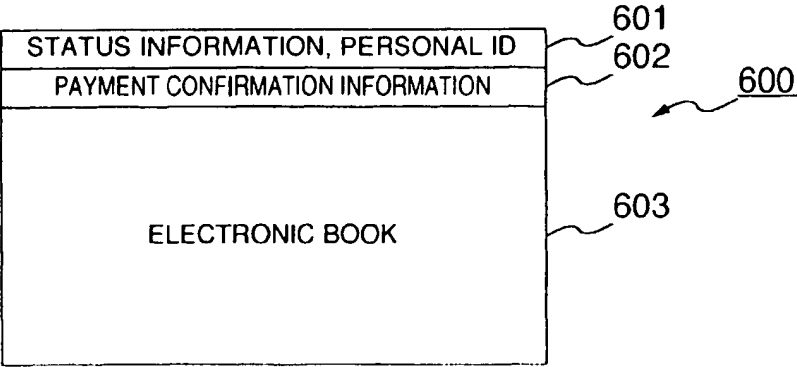 601
STATUS INFORMATION, PERSONAL ID
602
PAYMENT CONFIRMATION INFORMATION
600
603
ELECTRONIC BOOK